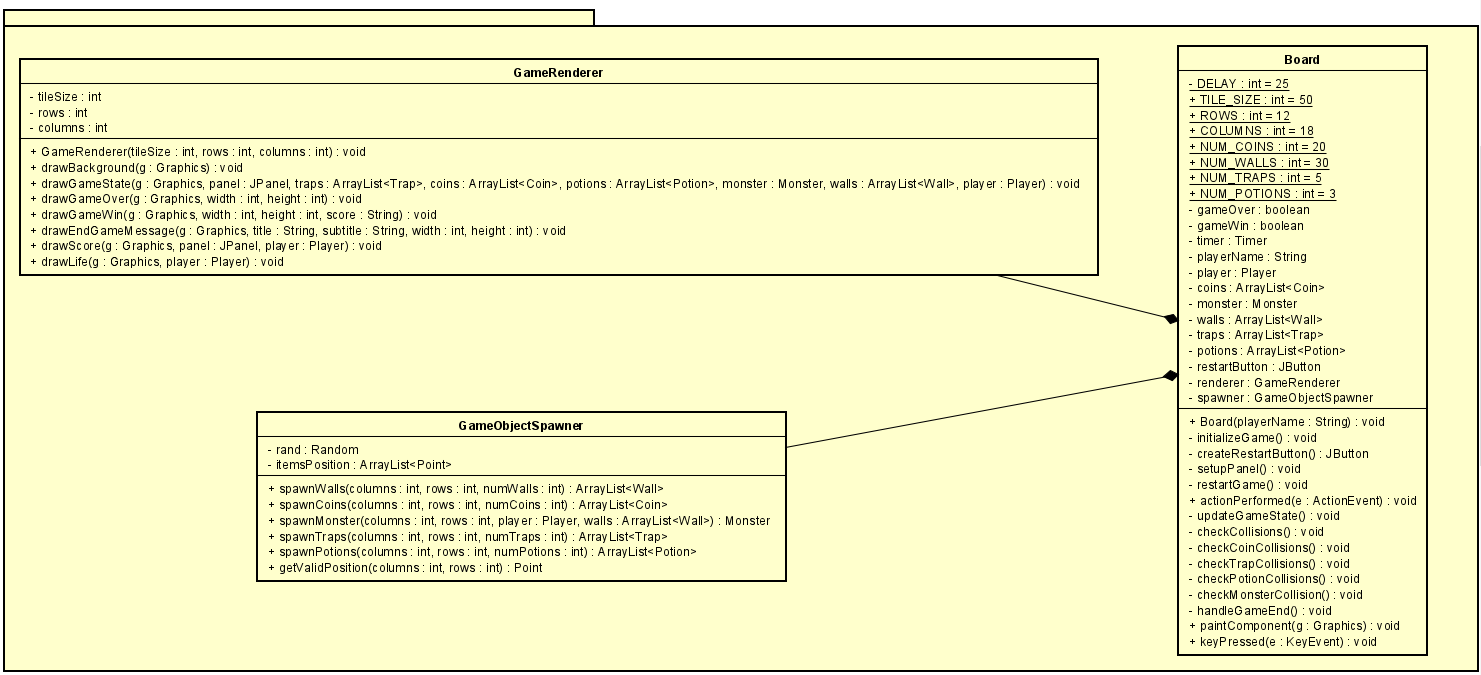 GameRenderer
- tileSize : int
- rows : int
- columns : int
+ GameRenderer(tileSize : int, rows : int, columns : int) : void
+ drawBackground(g : Graphics) : void
+ drawGameState(g : Graphics, panel : JPanel, traps : ArrayList<Trap>, coins : ArrayList<Coin>, potions : ArrayList<Potion>, monster : Monster, walls : ArrayList<Wall>, player : Player) : void
+ drawGameOver(g : Graphics, width : int, height : int) : void
+ drawGameWin(g : Graphics, width : int, height : int, score : String) : void
+ drawEndGameMessage(g : Graphics, title : String, subtitle : String, width : int, height : int) : void
+ drawScore(g : Graphics, panel : JPanel, player : Player) : void
+ drawLife(g : Graphics, player : Player) : void
GameObjectSpawner
- rand : Random
- itemsPosition : ArrayList<Point>
+ spawnWalls(columns : int, rows : int, numWalls : int) : ArrayList<Wall>
+ spawnCoins(columns : int, rows : int, numCoins : int) : ArrayList<Coin>
+ spawnMonster(columns : int, rows : int, player : Player, walls : ArrayList<Wall>) : Monster
+ spawnTraps(columns : int, rows : int, numTraps : int) : ArrayList<Trap>
+ spawnPotions(columns : int, rows : int, numPotions : int) : ArrayList<Potion>
+ getValidPosition(columns : int, rows : int) : Point
Board
- DELAY : int = 25
+ TILE_SIZE : int = 50
+ ROWS : int = 12
+ COLUMNS : int = 18
+ NUM_COINS : int = 20
+ NUM_WALLS : int = 30
+ NUM_TRAPS : int = 5
+ NUM_POTIONS : int = 3
- gameOver : boolean
- gameWin : boolean
- timer : Timer
- playerName : String
- player : Player
- coins : ArrayList<Coin>
- monster : Monster
- walls : ArrayList<Wall>
- traps : ArrayList<Trap>
- potions : ArrayList<Potion>
- restartButton : JButton
- renderer : GameRenderer
- spawner : GameObjectSpawner
+ Board(playerName : String) : void
- initializeGame() : void
- createRestartButton() : JButton
- setupPanel() : void
- restartGame() : void
+ actionPerformed(e : ActionEvent) : void
- updateGameState() : void
- checkCollisions() : void
- checkCoinCollisions() : void
- checkTrapCollisions() : void
- checkPotionCollisions() : void
- checkMonsterCollision() : void
- handleGameEnd() : void
+ paintComponent(g : Graphics) : void
+ keyPressed(e : KeyEvent) : void